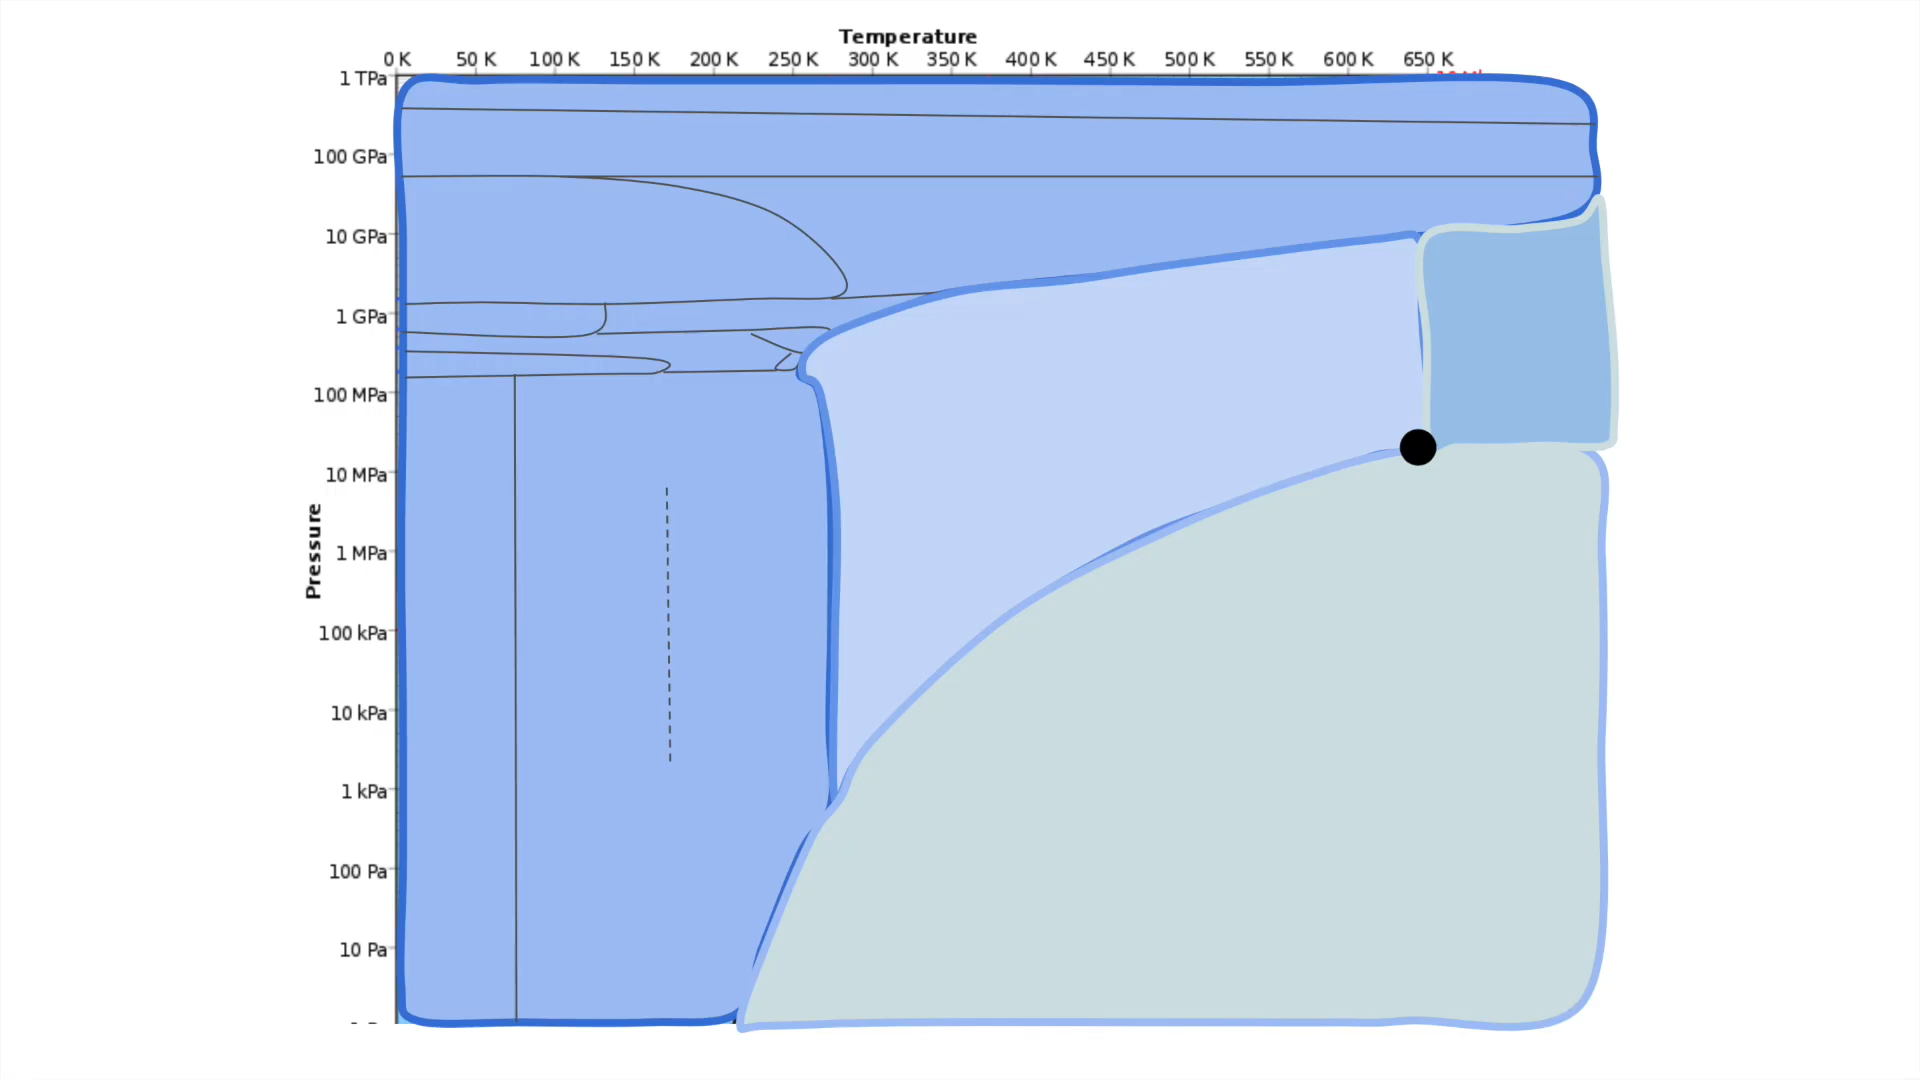 Temperature
0 K 50 K 100 K 150 K 200 K 250 K 300 K 350 K 400 K 450 K 500 K 550 K 600 K 650 K
1 TPa
100 GPa
10 GPa
1 GPa
100 MPa
10 MPa
1 MPa
100 kPa
10 kPa
1 kPa
100 Pa
10 Pa
Pressure